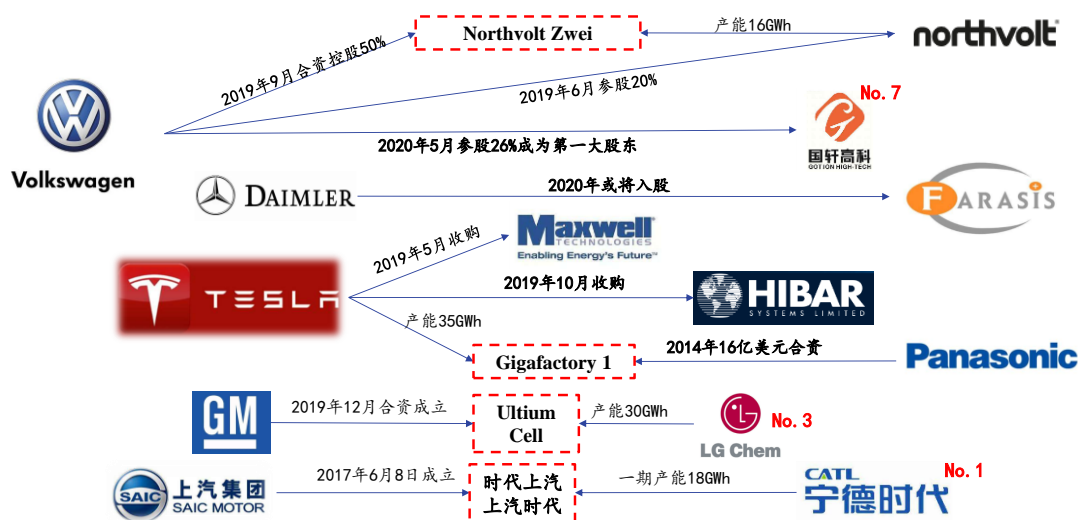 Northvolt Zwei
产能16GWh
northvolt
2019年9月合资控股50%
2019年6月参股20%
No. 7
Volkswagen
2020年5月参股26%成为第一大股东
国轩高科
GOTION HIGH-TECH
DAIMLER
2020年或将入股
FARASIS
2019年5月收购
Maxwell
TECHNOLOGIES
Enabling Energy's Future™
TESLA
2019年10月收购
HIBAR
SYSTEMS LIMITED
产能35GWh
Gigafactory 1
2014年16亿美元合资
Panasonic
GM
2019年12月合资成立
Ultium
Cell
产能30GWh
LG
No. 3
LG Chem
SAIC
上汽集团
SAIC MOTOR
2017年6月8日成立
时代上汽
上汽时代
一期产能18GWh
CATL
宁德时代
No. 1